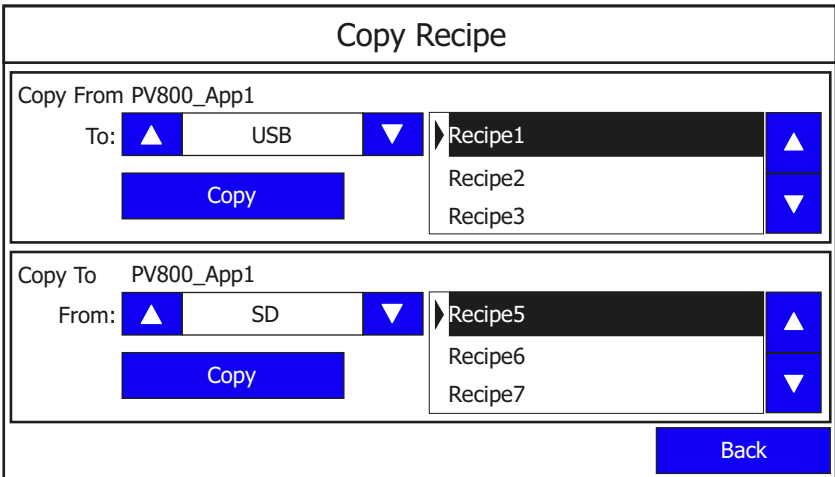 Copy Recipe
Copy From PV800_App1
To: USB
Copy
Recipe1
Recipe2
Recipe3
Copy To PV800_App1
From: SD
Copy
Recipe5
Recipe6
Recipe7
Back